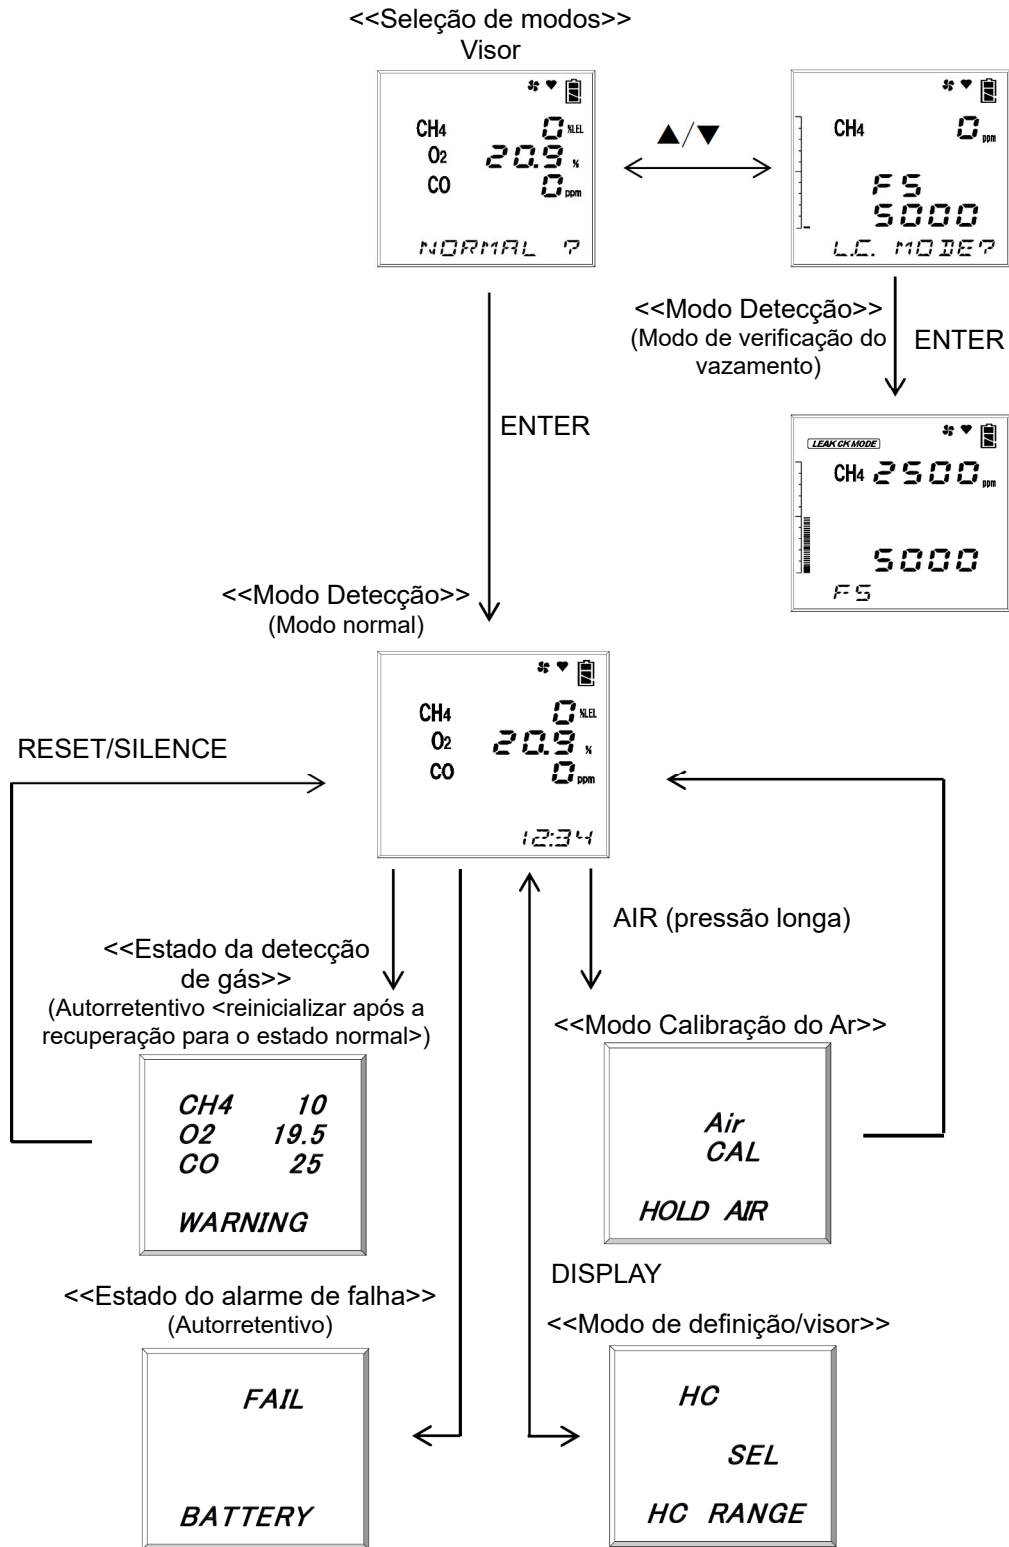 <<Seleção de modos>>
Visor
CH4 0 %LEL
O2 20.9 %
CO 0 ppm
NORMAL ?
▲/▼
CH4 0 ppm
FS
5000
L.C. MODE?
<<Modo Detecção>>
(Modo de verificação do
vazamento)
ENTER
ENTER
LEAK CK MODE
CH4 2500 ppm
5000
FS
<<Modo Detecção>>
(Modo normal)
CH4 0 %LEL
O2 20.9 %
CO 0 ppm
12:34
RESET/SILENCE
AIR (pressão longa)
<<Estado da detecção
de gás>>
(Autorretentivo <reinicializar após a
recuperação para o estado normal>)
CH4 10
O2 19.5
CO 25
WARNING
<<Modo Calibração do Ar>>
Air
CAL
HOLD AIR
DISPLAY
<<Estado do alarme de falha>>
(Autorretentivo)
FAIL
BATTERY
<<Modo de definição/visor>>
HC
SEL
HC RANGE